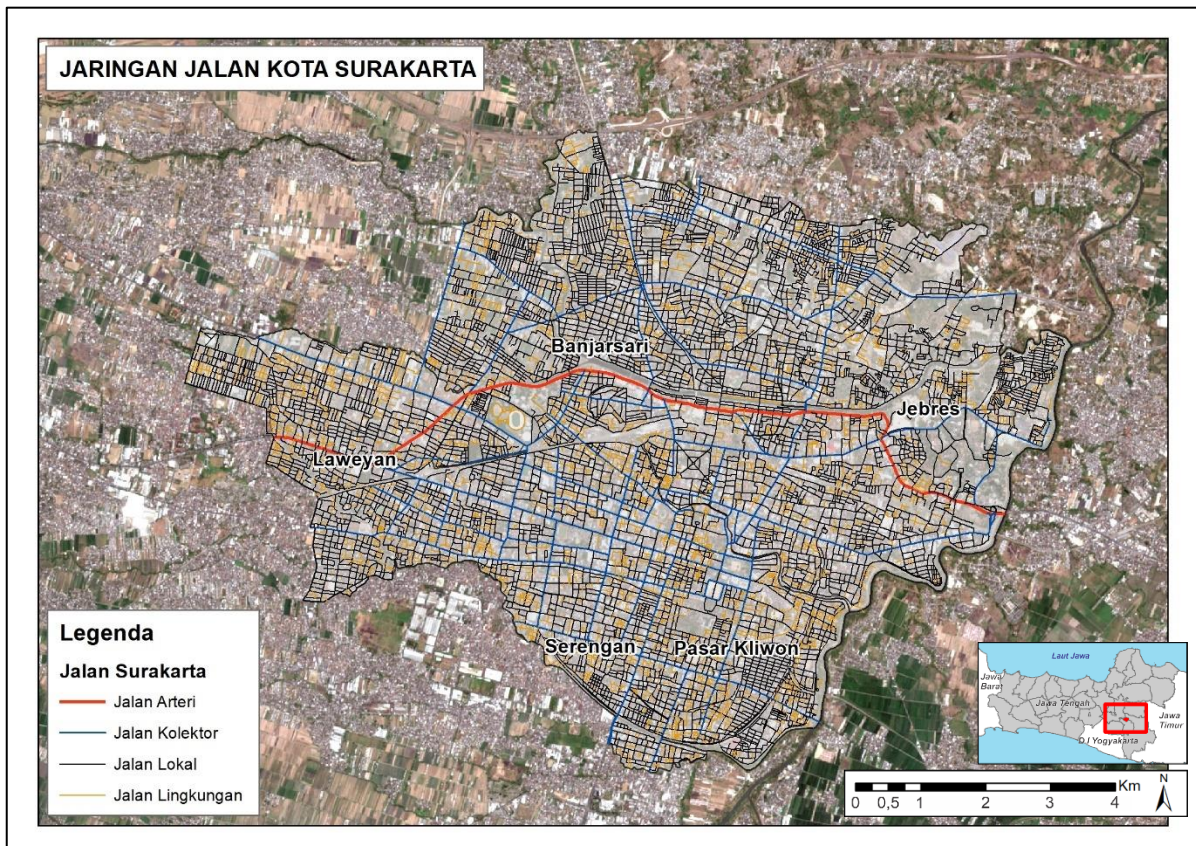 JARINGAN JALAN KOTA SURAKARTA
Banjarsari
Jebres
Laweyan
Serengan
Pasar Kliwon
Legenda
Jalan Surakarta
Jalan Arteri
Jalan Kolektor
Jalan Lokal
Jalan Lingkungan
Laut Jawa
Jawa
Barat
Jawa Tengah
Jawa
Timur
D I Yogyakarta
Km
N
0 0,5 1 2 3 4